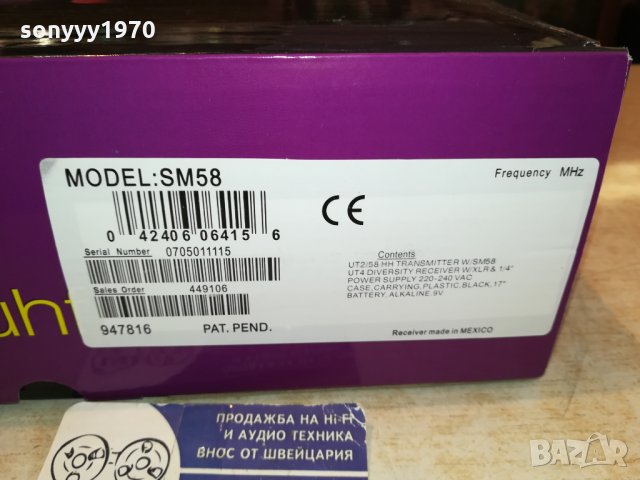 sonyyy1970
MODEL:SM58
Frequency MHz
0 42406 06415 6
Serial Number 0705011115
Sales Order 449106
947816 PAT. PEND.
CE
Contents
UT2/58 HH TRANSMITTER W/SM58
UT4 DIVERSITY RECEIVER W/XLR & 1/4"
POWER SUPPLY 220-240 VAC
CASE, CARRYING, PLASTIC, BLACK, 17"
BATTERY, ALKALINE, 9V
Receiver made in MEXICO
uht
ПРОДАЖБА НА HI-FI
И АУДИО ТЕХНИКА
ВНОС ОТ ШВЕЙЦАРИЯ
BAZAR